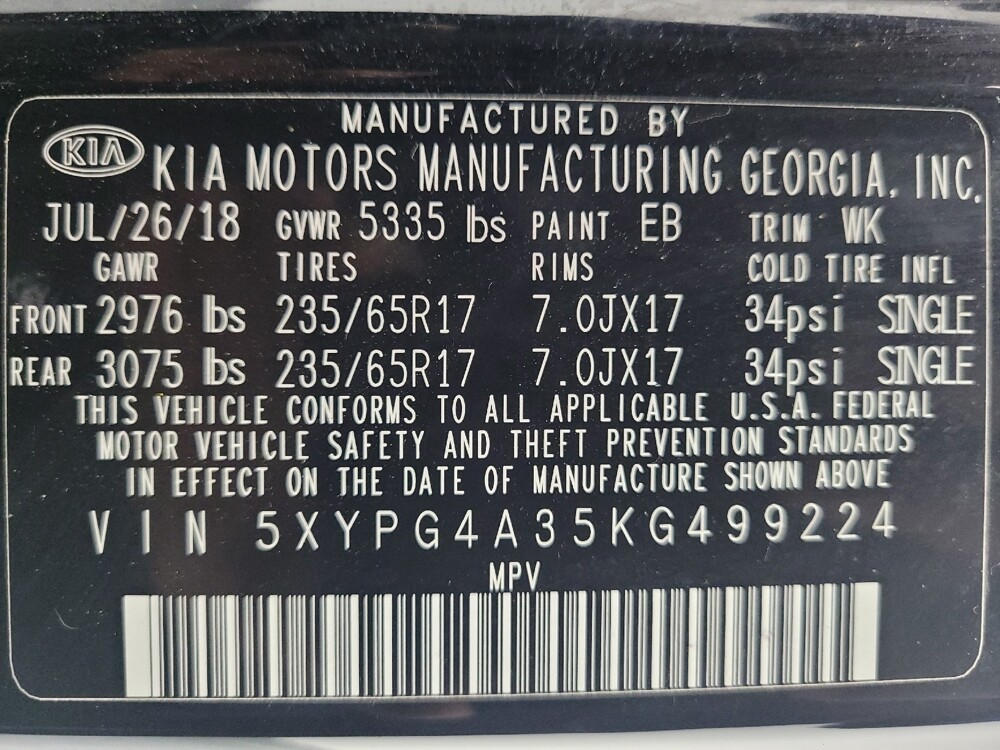 MANUFACTURED BY
KIA KIA MOTORS MANUFACTURING GEORGIA, INC.
JUL/26/18 GVWR 5335 lbs PAINT EB TRIM WK
GAWR TIRES RIMS COLD TIRE INFL
FRONT 2976 lbs 235/65R17 7.0JX17 34psi SINGLE
REAR 3075 lbs 235/65R17 7.0JX17 34psi SINGLE
THIS VEHICLE CONFORMS TO ALL APPLICABLE U.S.A. FEDERAL
MOTOR VEHICLE SAFETY AND THEFT PREVENTION STANDARDS
IN EFFECT ON THE DATE OF MANUFACTURE SHOWN ABOVE
VIN 5XYPG4A35KG499224
MPV